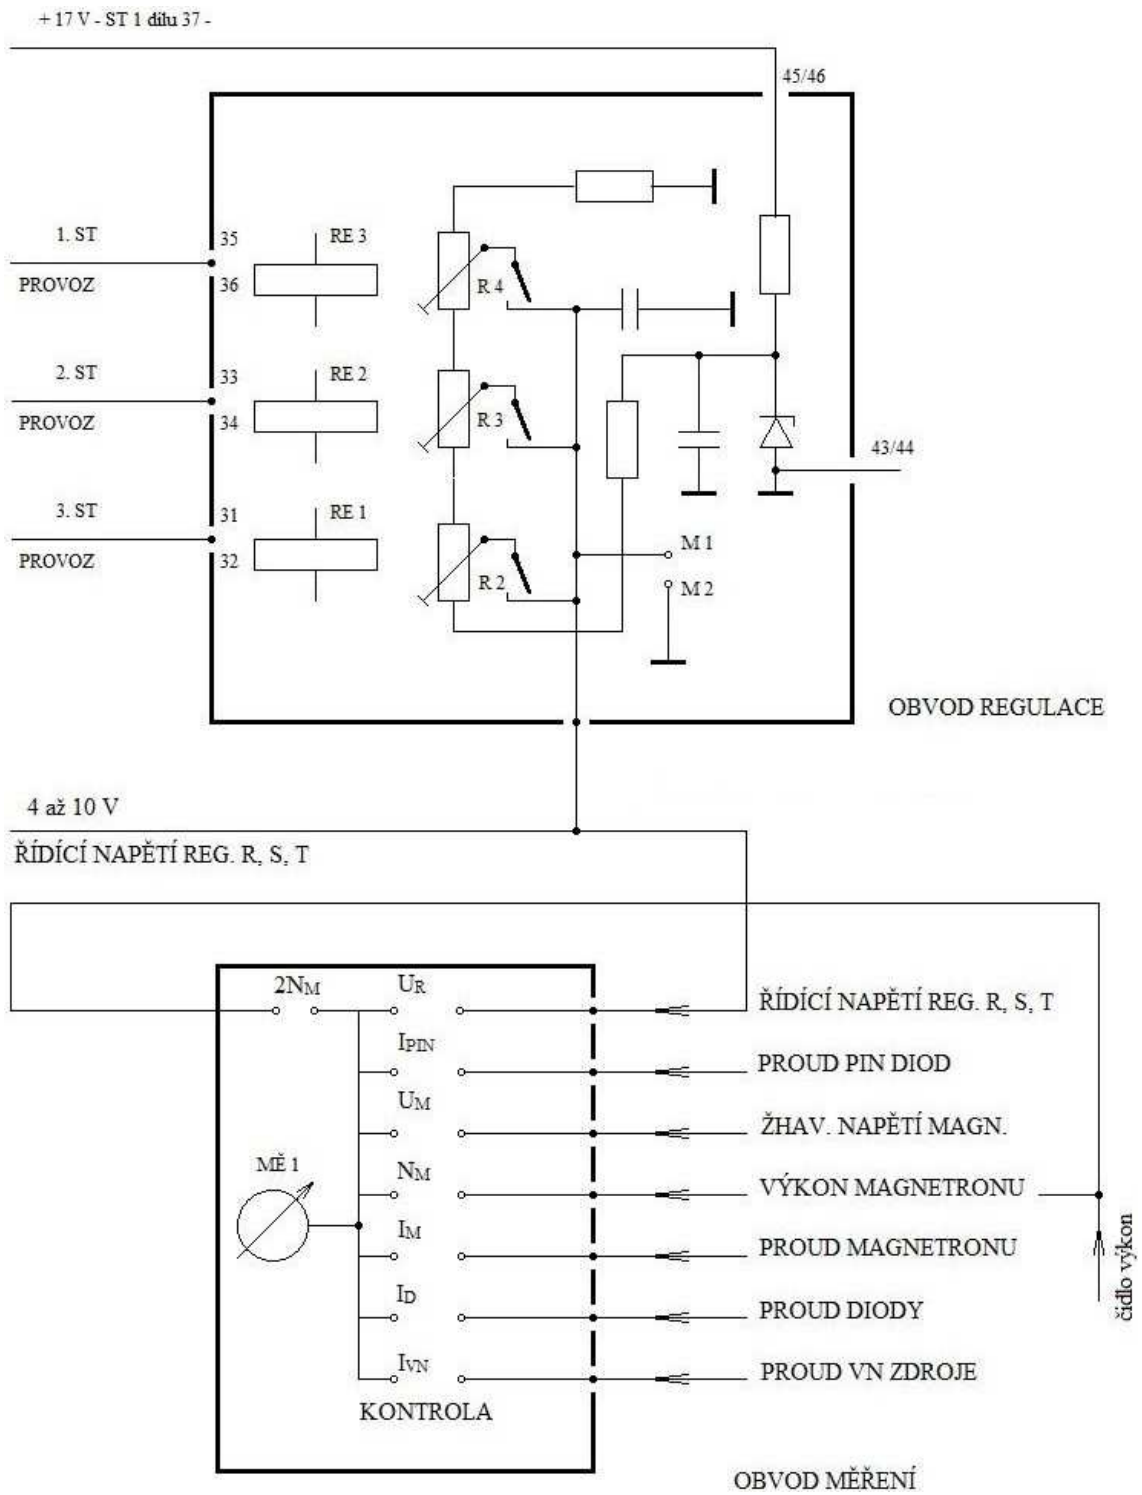 + 17 V - ST 1 dílu 37 -
45/46
1. ST
35
RE 3
PROVOZ
36
R 4
2. ST
33
RE 2
PROVOZ
34
R 3
43/44
3. ST
31
RE 1
M 1
PROVOZ
32
R 2
M 2
OBVOD REGULACE
4 až 10 V
ŘÍDÍCÍ NAPĚTÍ REG. R, S, T
2NM
UR
ŘÍDÍCÍ NAPĚTÍ REG. R, S, T
IPIN
PROUD PIN DIOD
UM
ŽHAV. NAPĚTÍ MAGN.
MĚ 1
NM
VÝKON MAGNETRONU
IM
PROUD MAGNETRONU
čidlo výkon
ID
PROUD DIODY
IVN
PROUD VN ZDROJE
KONTROLA
OBVOD MĚŘENÍ